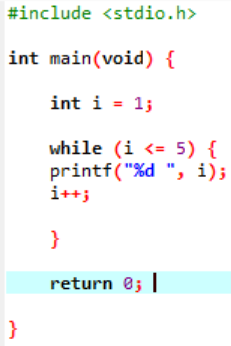 #include <stdio.h>
int main(void) {
int i = 1;
while (i <= 5) {
printf("%d ", i);
i++;
}
return 0;
}